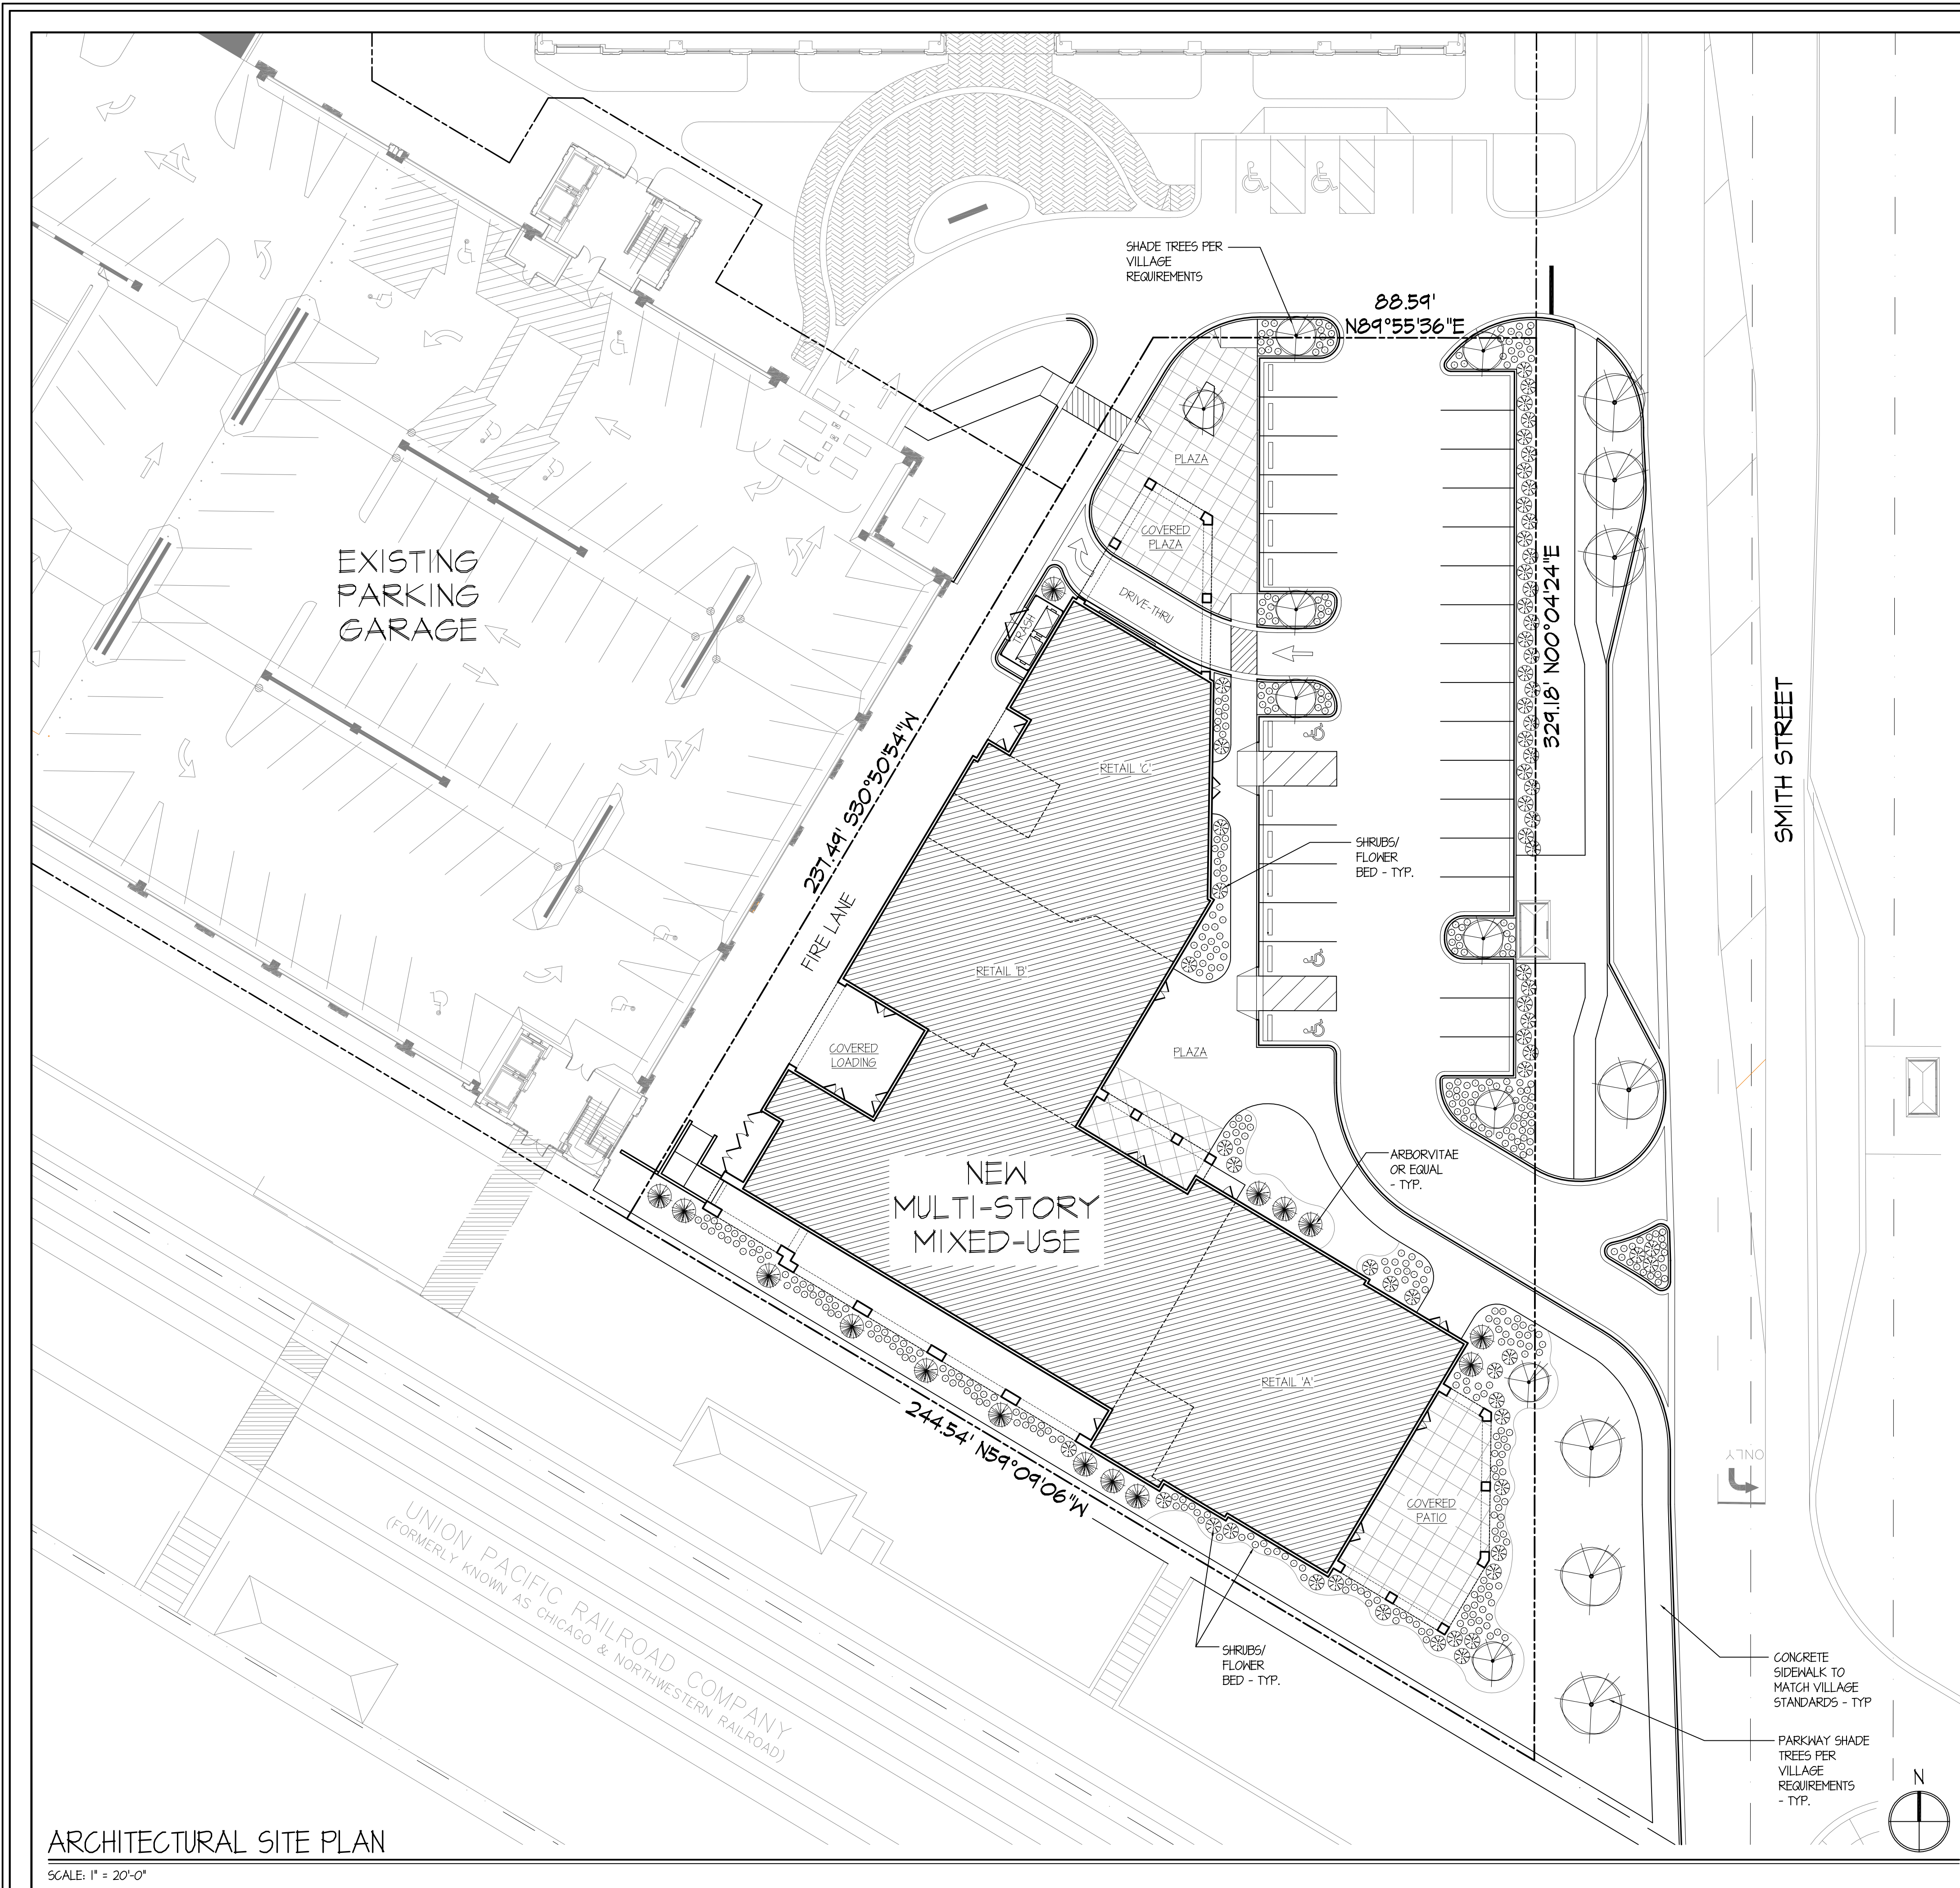 SHADE TREES PER
VILLAGE
REQUIREMENTS
88.59'
N89°55'36"E
PLAZA
COVERED
PLAZA
DRIVE-THRU
TRASH
T
EXISTING
PARKING
GARAGE
329.18' N00°04'24"E
SMITH STREET
237.49' S30°50'54"W
FIRE LANE
RETAIL 'C'
SHRUBS/
FLOWER
BED - TYP.
RETAIL 'B'
COVERED
LOADING
PLAZA
ARBORVITAE
OR EQUAL
- TYP.
NEW
MULTI-STORY
MIXED-USE
RETAIL 'A'
244.54' N59°09'06"W
COVERED
PATIO
ONLY
UNION PACIFIC RAILROAD COMPANY
(FORMERLY KNOWN AS CHICAGO & NORTHWESTERN RAILROAD)
SHRUBS/
FLOWER
BED - TYP.
CONCRETE
SIDEWALK TO
MATCH VILLAGE
STANDARDS - TYP
PARKWAY SHADE
TREES PER
VILLAGE
REQUIREMENTS
- TYP.
N
ARCHITECTURAL SITE PLAN
SCALE: 1" = 20'-0"